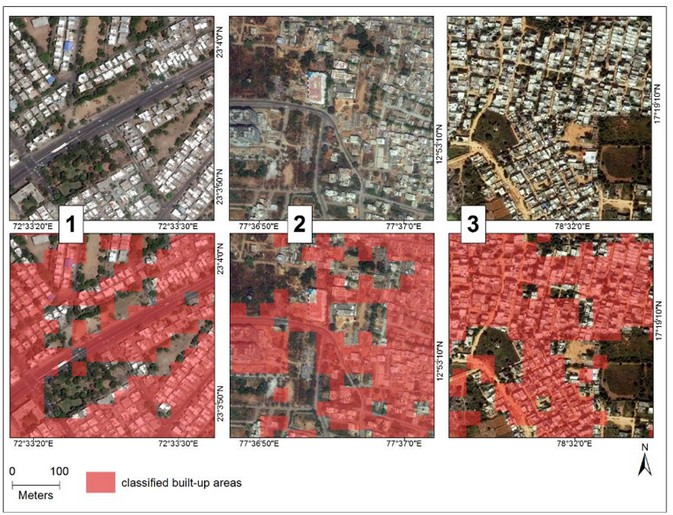 23°4'0"N
12°53'10"N
17°19'10"N
1
2
3
72°33'20"E
72°33'30"E
77°36'50"E
77°37'0"E
78°32'0"E
23°4'0"N
23°3'50"N
12°53'10"N
17°19'10"N
23°3'50"N
72°33'20"E
72°33'30"E
77°36'50"E
77°37'0"E
78°32'0"E
0 100
Meters
classified built-up areas
N